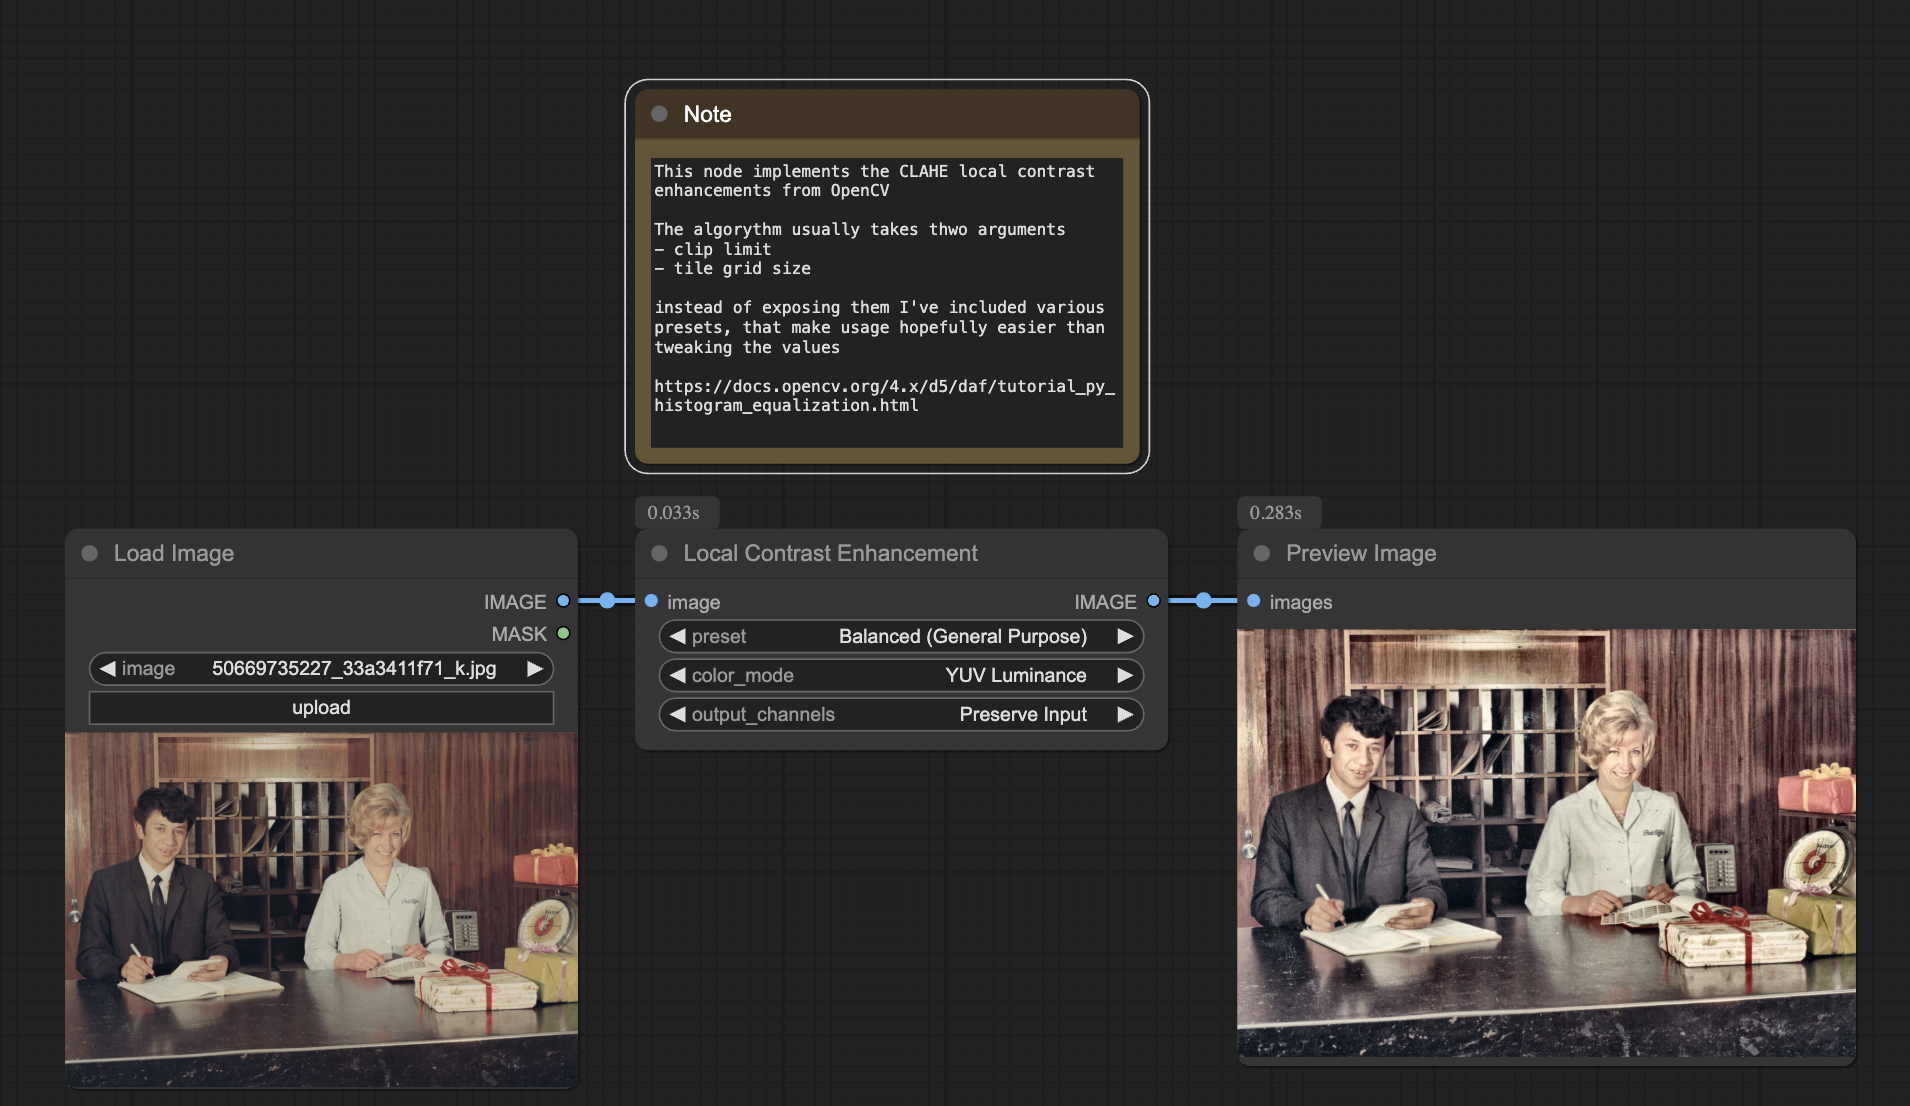 Note
This node implements the CLAHE local contrast
enhancements from OpenCV
The algorythm usually takes thwo arguments
- clip limit
- tile grid size
instead of exposing them I've included various
presets, that make usage hopefully easier than
tweaking the values
https://docs.opencv.org/4.x/d5/daf/tutorial_py_
histogram_equalization.html
Load Image
IMAGE
MASK
image 50669735227_33a3411f71_k.jpg
upload
0.033s
Local Contrast Enhancement
image IMAGE
preset Balanced (General Purpose)
color_mode YUV Luminance
output_channels Preserve Input
0.283s
Preview Image
images
Post Office